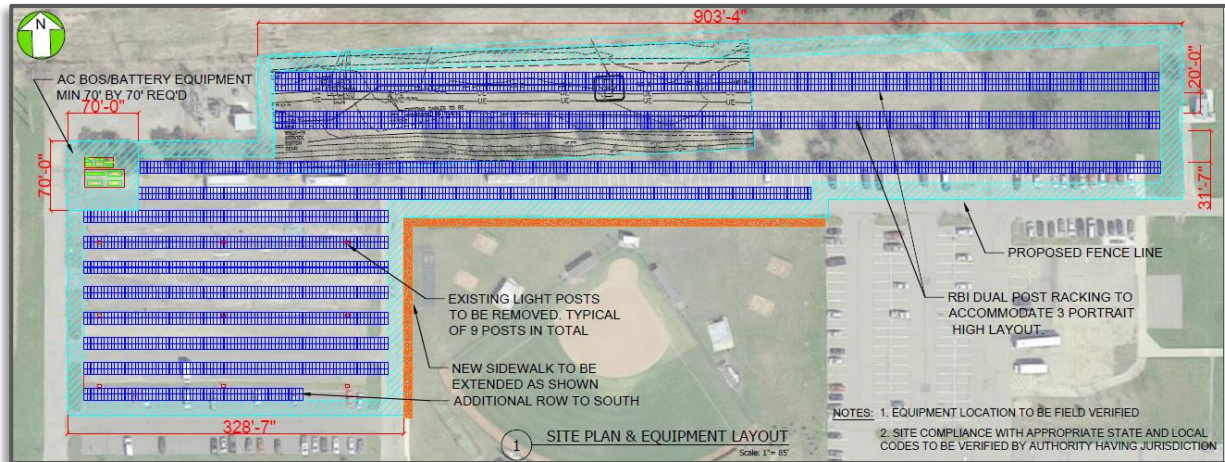 N
903'-4"
AC BOS/BATTERY EQUIPMENT
MIN 70' BY 70' REQ'D
70'-0"
70'-0"
20'-0"
31'-7"
UE
PROPOSED FENCE LINE
EXISTING LIGHT POSTS
TO BE REMOVED. TYPICAL
OF 9 POSTS IN TOTAL
RBI DUAL POST RACKING TO
ACCOMMODATE 3 PORTRAIT
HIGH LAYOUT
NEW SIDEWALK TO BE
EXTENDED AS SHOWN
ADDITIONAL ROW TO SOUTH
328'-7"
1
SITE PLAN & EQUIPMENT LAYOUT
Scale: 1"= 85'
NOTES: 1. EQUIPMENT LOCATION TO BE FIELD VERIFIED
2. SITE COMPLIANCE WITH APPROPRIATE STATE AND LOCAL
CODES TO BE VERIFIED BY AUTHORITY HAVING JURISDICTION